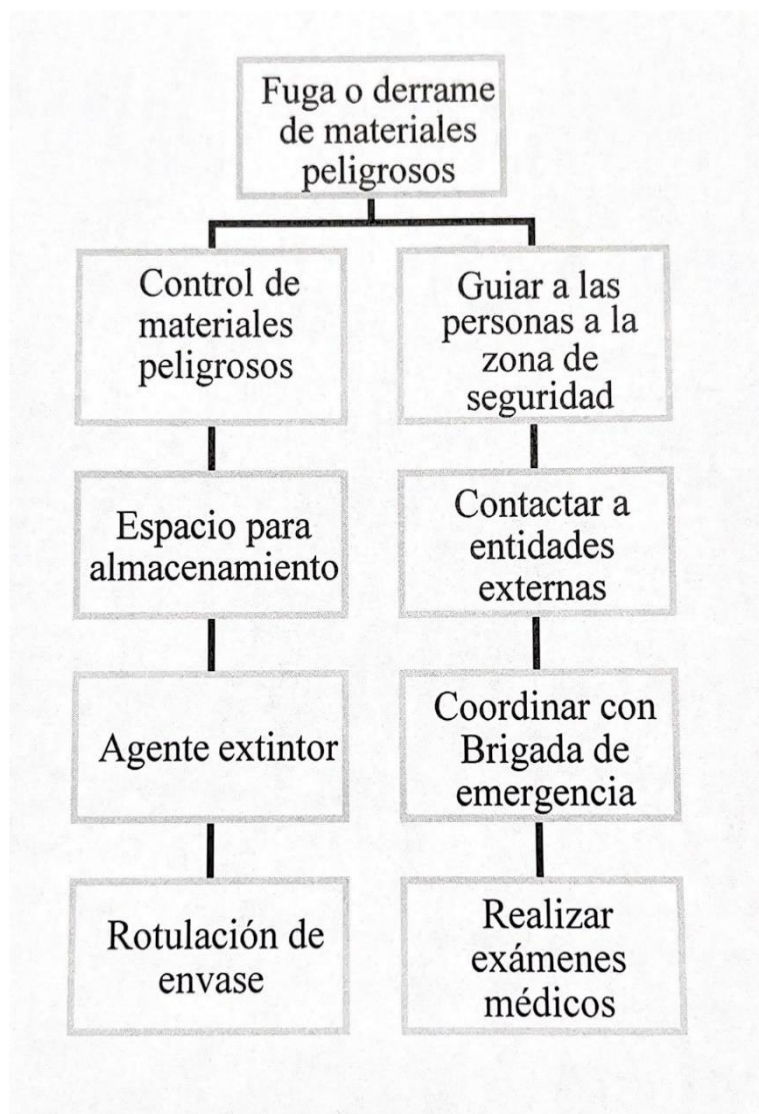 Fuga o derrame
de materiales
peligrosos
Control de
materiales
peligrosos
Espacio para
almacenamiento
Agente extintor
Rotulación de
envase
Guiar a las
personas a la
zona de
seguridad
Contactar a
entidades
externas
Coordinar con
Brigada de
emergencia
Realizar
exámenes
médicos